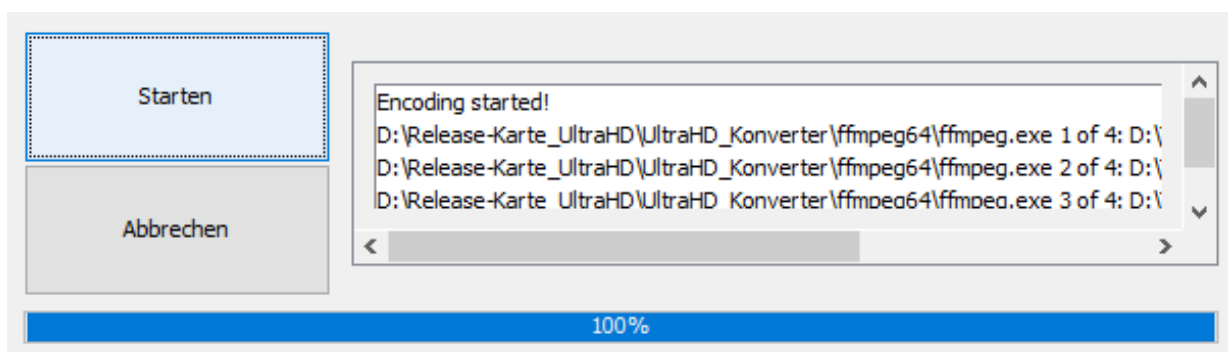 Starten
Encoding started!
D:\Release-Karte_UltraHD\UltraHD_Konverter\ffmpeg64\ffmpeg.exe 1 of 4: D:\
D:\Release-Karte_UltraHD\UltraHD_Konverter\ffmpeg64\ffmpeg.exe 2 of 4: D:\
D:\Release-Karte_UltraHD\UltraHD_Konverter\ffmpeg64\ffmpeg.exe 3 of 4: D:\
Abbrechen
100%